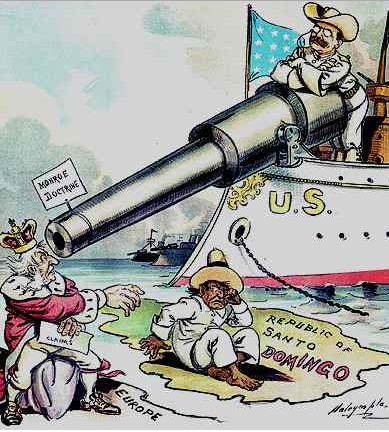 MONROE
DOCTRINE
U.S.
CLAIMS
REPUBLIC OF
SANTO
DOMINGO
EUROPE